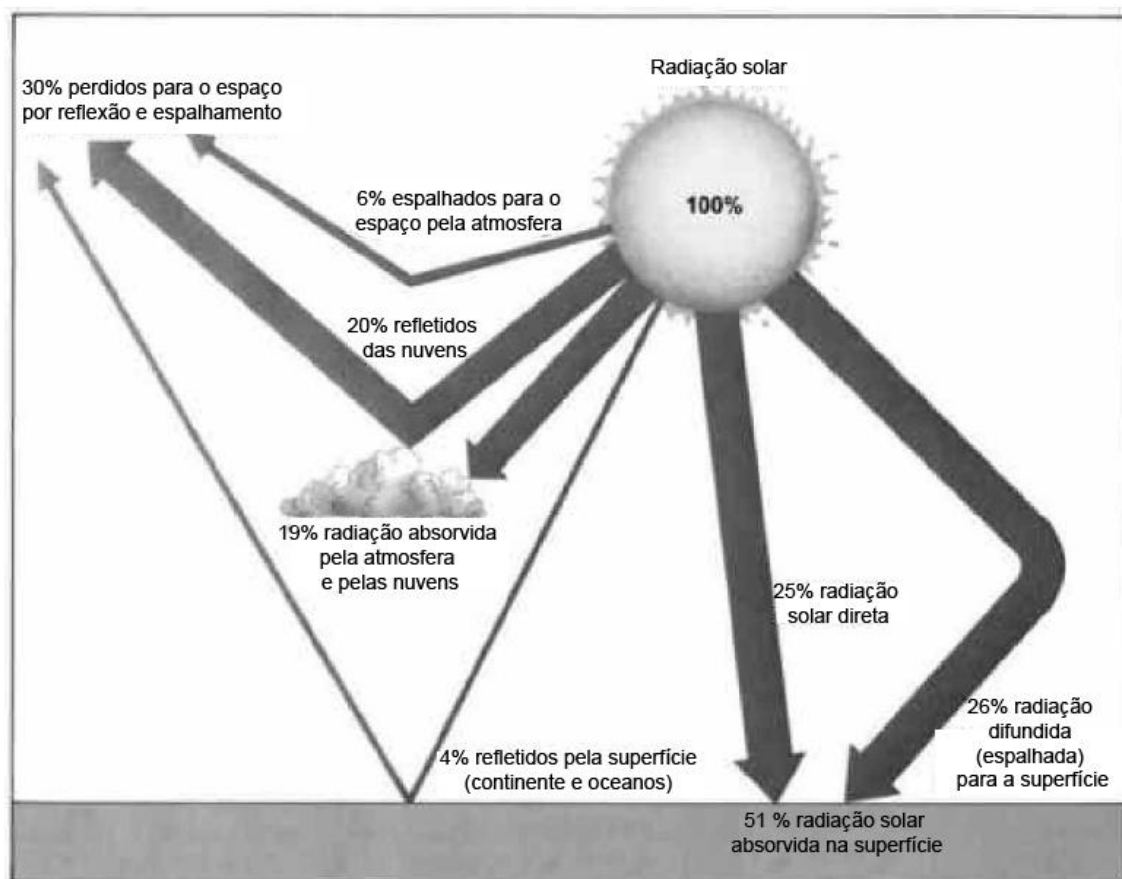 Radiação solar
30% perdidos para o espaço
por reflexão e espalhamento
6% espalhados para o
espaço pela atmosfera
100%
20% refletidos
das nuvens
19% radiação absorvida
pela atmosfera
e pelas nuvens
25% radiação
solar direta
26% radiação
difundida
(espalhada)
para a superfície
4% refletidos pela superfície
(continente e oceanos)
51 % radiação solar
absorvida na superfície